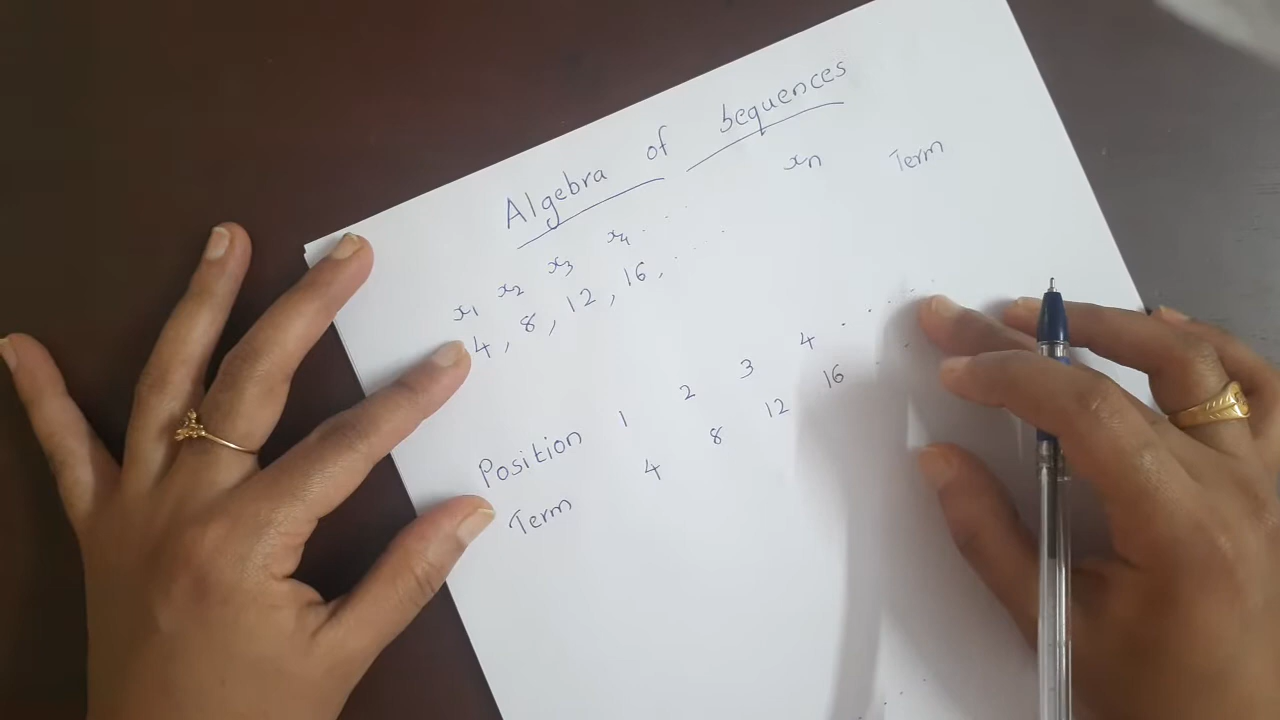 Algebra of Sequences
xn Term
x1 x2 x3 x4 . . .
4, 8, 12, 16, . . .
Position 1 2 3 4 . . . .
Term 4 8 12 16 . .